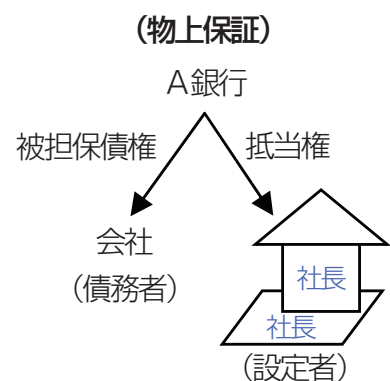 （物上保証）
A銀行
被担保債権
抵当権
会社
（債務者）
社長
社長
（設定者）